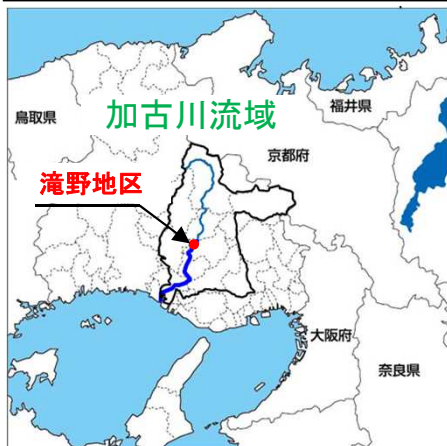 加古川流域
福井県
鳥取県
京都府
滝野地区
大阪府
奈良県